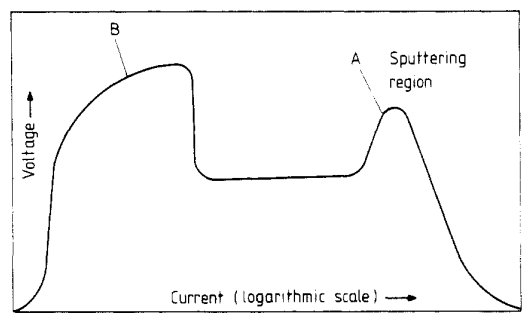 B
A
Sputtering
region
Voltage
Current (logarithmic scale)